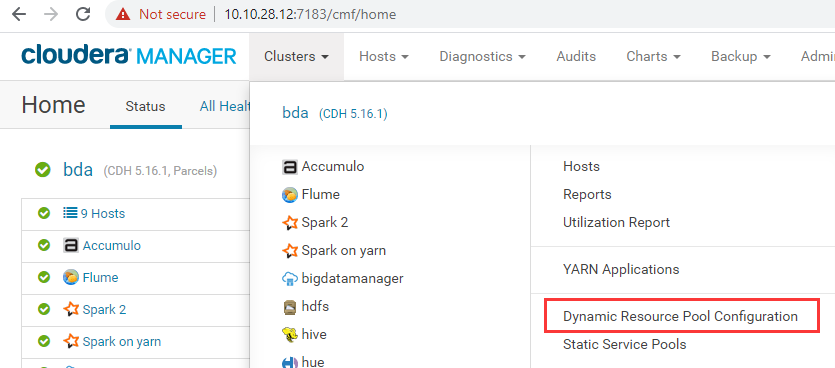 Not secure | 10.10.28.12:7183/cmf/home
cloudera MANAGER Clusters Hosts Diagnostics Audits Charts Backup Admi
Home Status All Healt
bda (CDH 5.16.1, Parcels)
9 Hosts
Accumulo
Flume
Spark 2
Spark on yarn
bda (CDH 5.16.1)
Accumulo
Flume
Spark 2
Spark on yarn
bigdatamanager
hdfs
hive
hue
Hosts
Reports
Utilization Report
YARN Applications
Dynamic Resource Pool Configuration
Static Service Pools